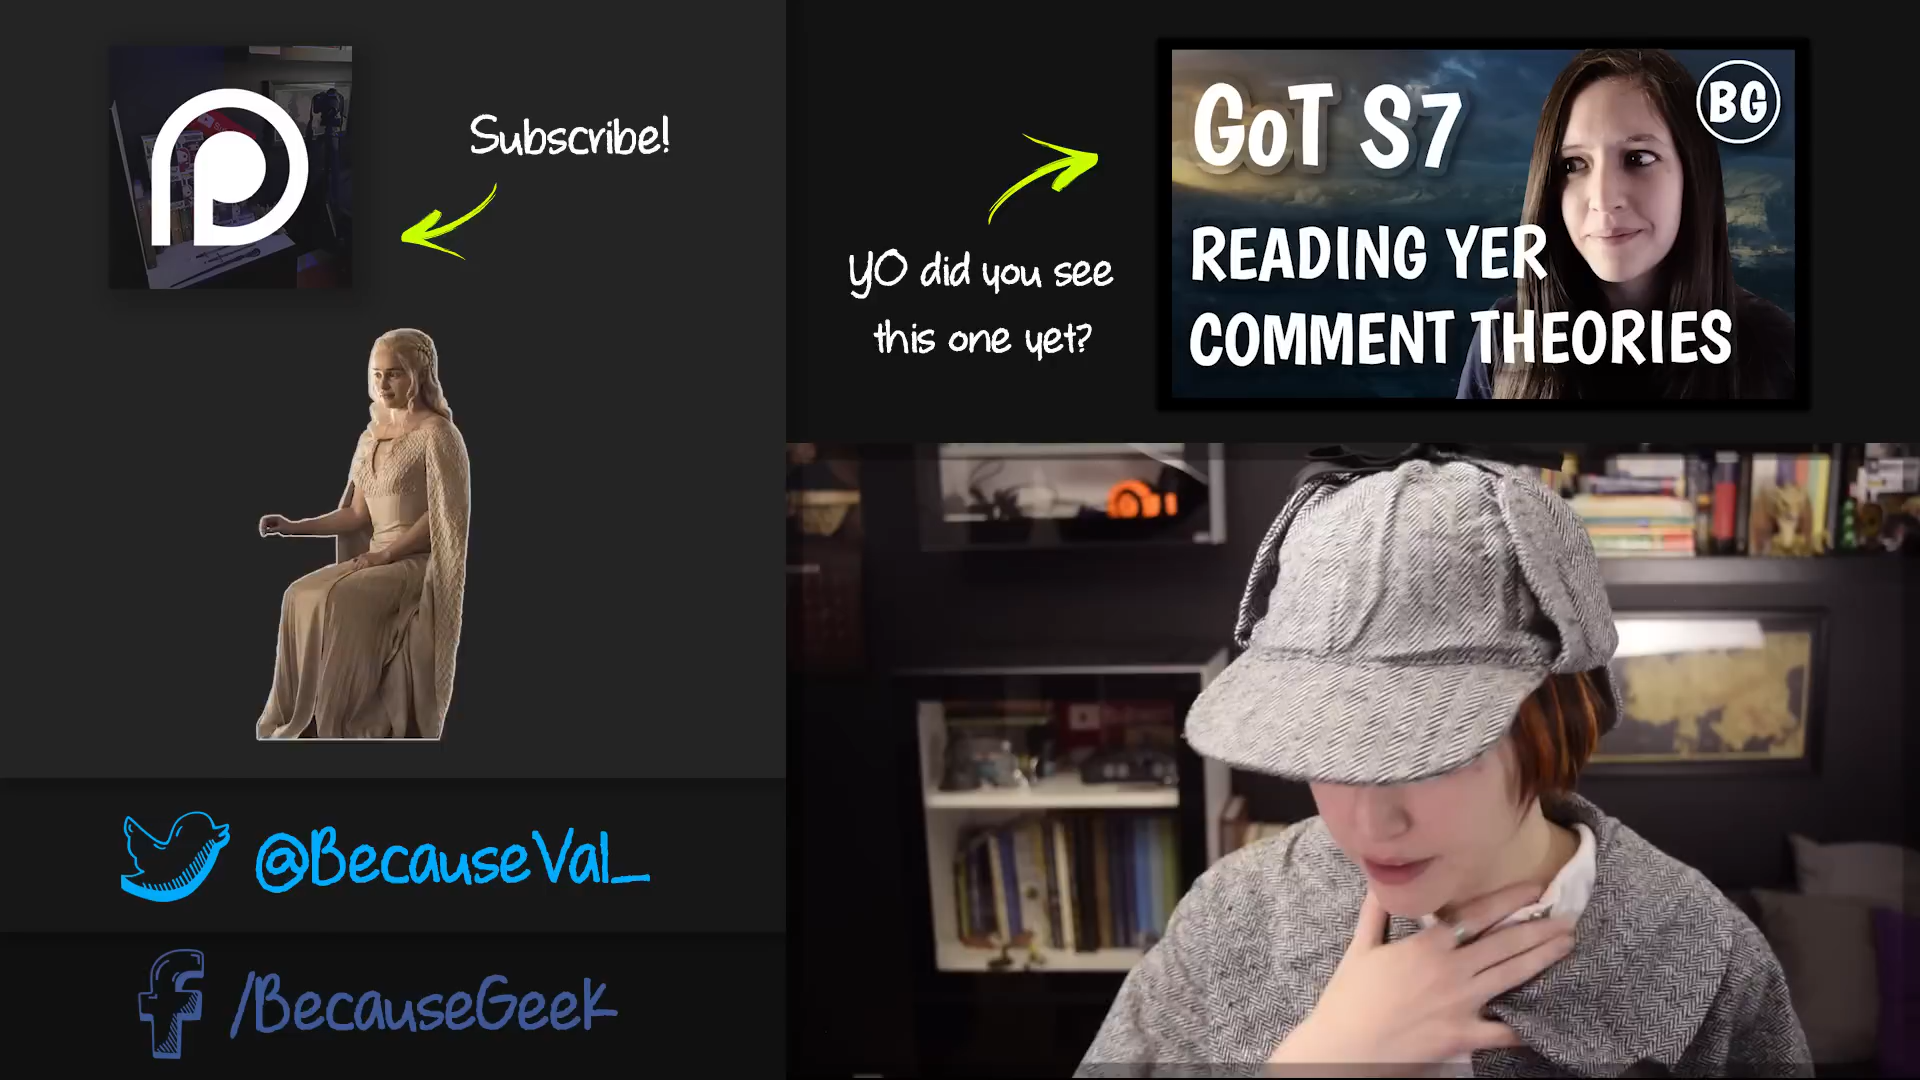 Subscribe!
YO did you see
this one yet?
GoT S7
BG
READING YER
COMMENT THEORIES
@BecauseVal_
/BecauseGeek